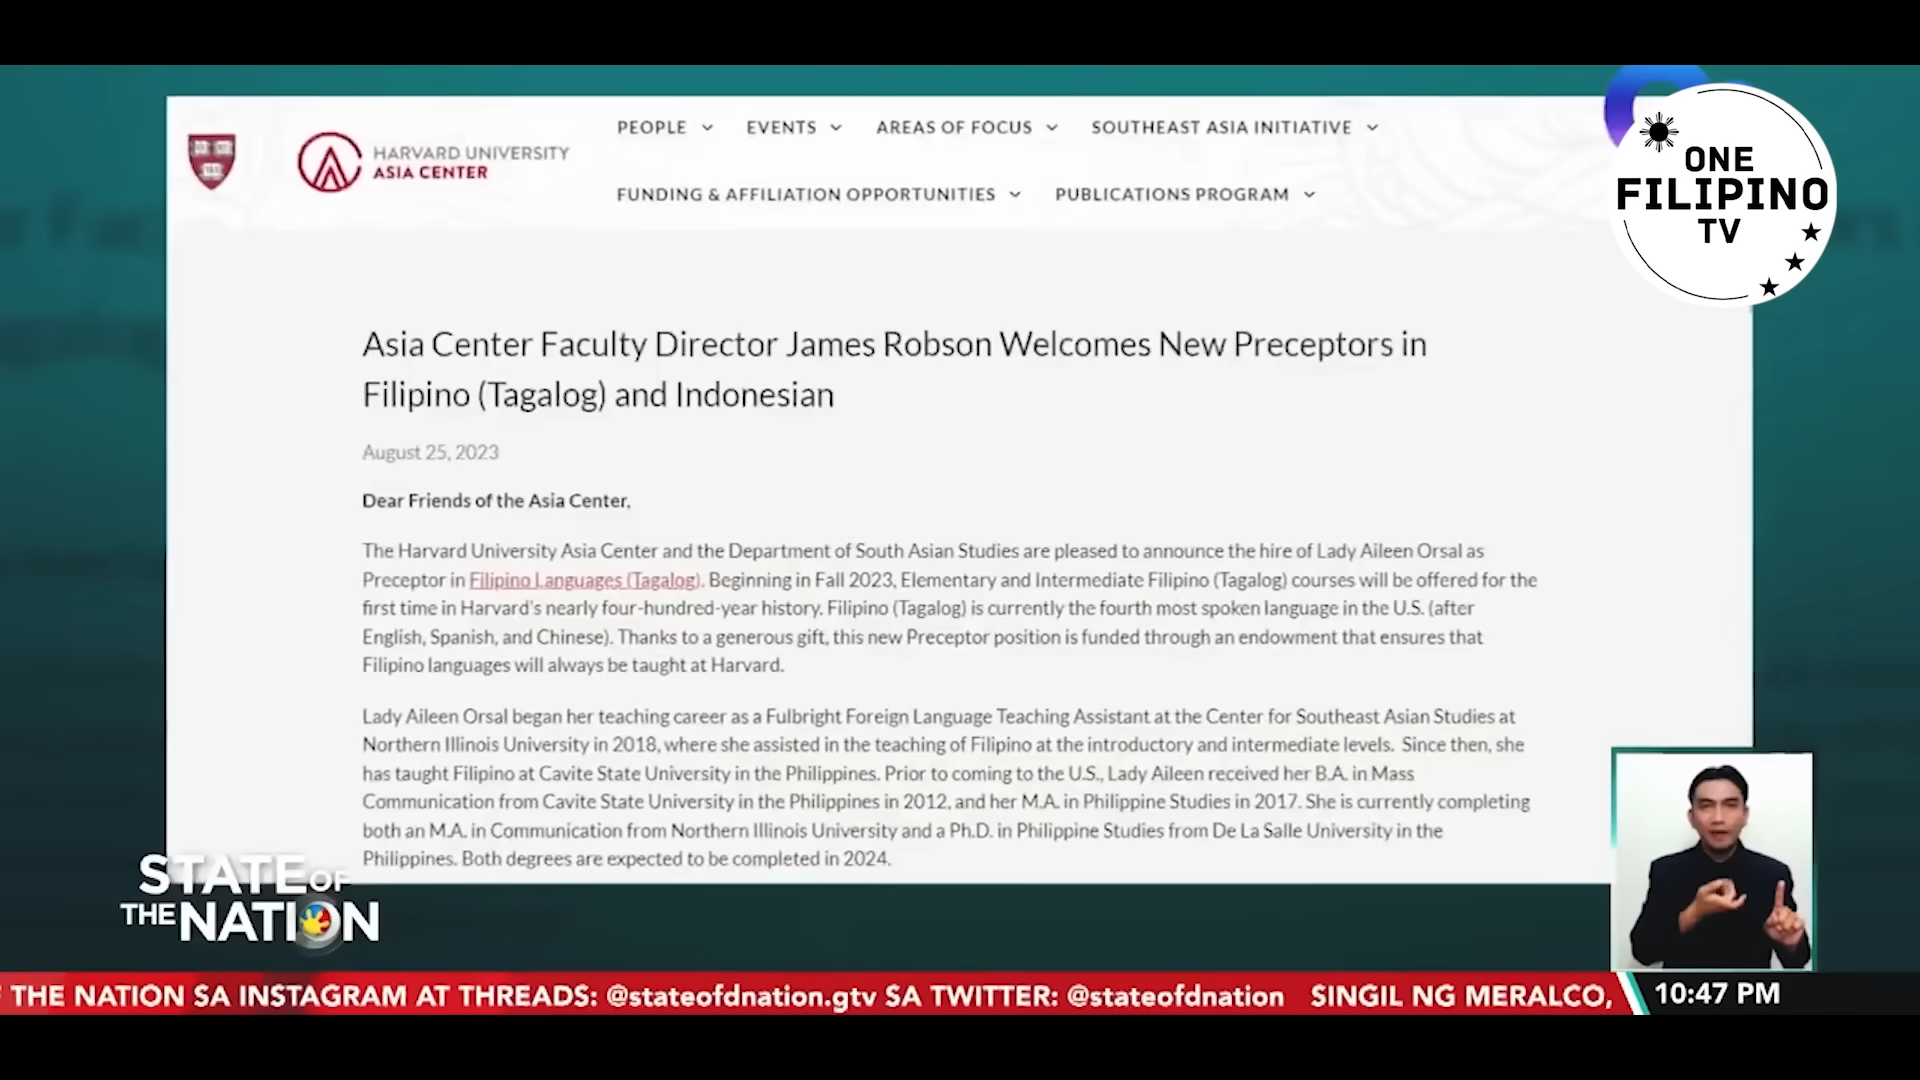 PEOPLE EVENTS AREAS OF FOCUS SOUTHEAST ASIA INITIATIVE
HARVARD UNIVERSITY
ASIA CENTER
FUNDING & AFFILIATION OPPORTUNITIES PUBLICATIONS PROGRAM
ONE
FILIPINO
TV
Asia Center Faculty Director James Robson Welcomes New Preceptors in
Filipino (Tagalog) and Indonesian
August 25, 2023
Dear Friends of the Asia Center,
The Harvard University Asia Center and the Department of South Asian Studies are pleased to announce the hire of Lady Aileen Orsal as
Preceptor in Filipino Languages (Tagalog). Beginning in Fall 2023, Elementary and Intermediate Filipino (Tagalog) courses will be offered for the
first time in Harvard's nearly four-hundred-year history. Filipino (Tagalog) is currently the fourth most spoken language in the U.S. (after
English, Spanish, and Chinese). Thanks to a generous gift, this new Preceptor position is funded through an endowment that ensures that
Filipino languages will always be taught at Harvard.
Lady Aileen Orsal began her teaching career as a Fulbright Foreign Language Teaching Assistant at the Center for Southeast Asian Studies at
Northern Illinois University in 2018, where she assisted in the teaching of Filipino at the introductory and intermediate levels. Since then, she
has taught Filipino at Cavite State University in the Philippines. Prior to coming to the U.S., Lady Aileen received her B.A. in Mass
Communication from Cavite State University in the Philippines in 2012, and her M.A. in Philippine Studies in 2017. She is currently completing
both an M.A. in Communication from Northern Illinois University and a Ph.D. in Philippine Studies from De La Salle University in the
Philippines. Both degrees are expected to be completed in 2024.
STATE OF
THE NATION
THE NATION SA INSTAGRAM AT THREADS: @stateofdnation.gtv SA TWITTER: @stateofdnation SINGIL NG MERALCO,
10:47 PM